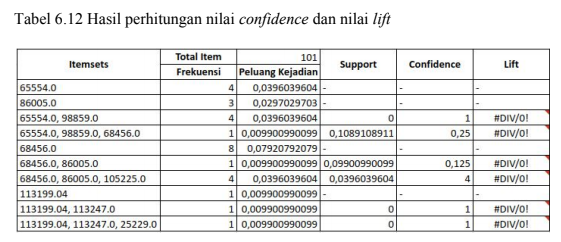 Tabel 6.12 Hasil perhitungan nilai confidence dan nilai lift
Itemsets Total Item 101 Support Confidence Lift
Frekuensi Peluang Kejadian
65554.0 4 0,0396039604 - - -
86005.0 3 0,0297029703 - - -
65554.0, 98859.0 4 0,0396039604 0 1 #DIV/0!
65554.0, 98859.0, 68456.0 1 0,009900990099 0,1089108911 0,25 #DIV/0!
68456.0 8 0,07920792079 - - -
68456.0, 86005.0 1 0,009900990099 0,09900990099 0,125 #DIV/0!
68456.0, 86005.0, 105225.0 4 0,0396039604 0,0396039604 4 #DIV/0!
113199.04 1 0,009900990099 - - -
113199.04, 113247.0 1 0,009900990099 0 1 #DIV/0!
113199.04, 113247.0, 25229.0 1 0,009900990099 0 1 #DIV/0!